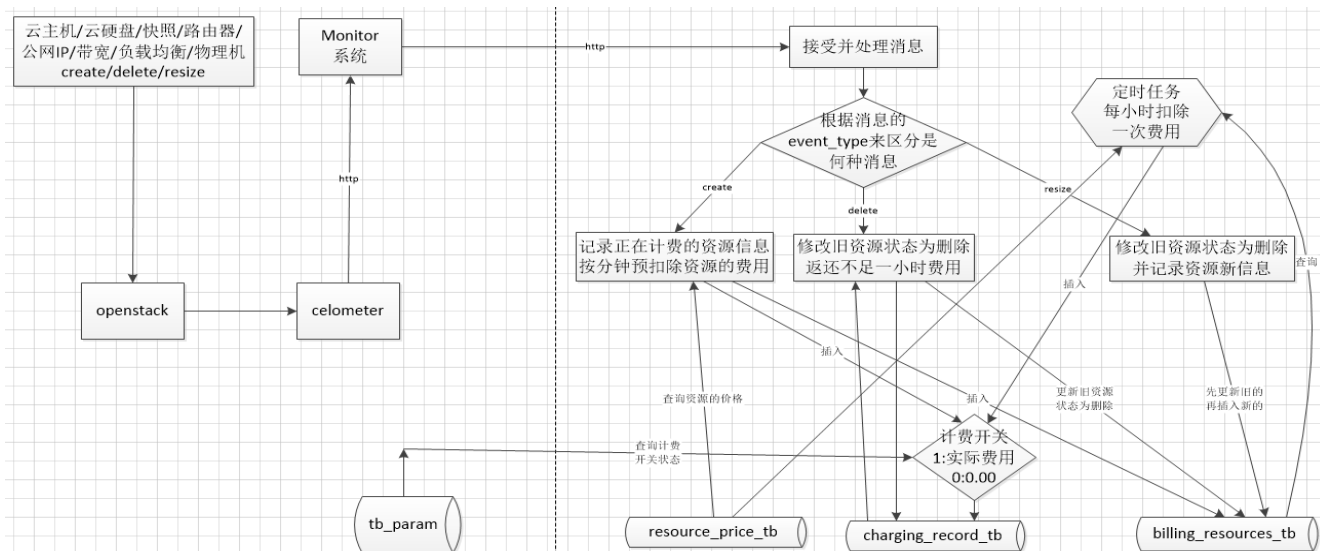 云主机/云硬盘/快照/路由器/
公网IP/带宽/负载均衡/物理机
create/delete/resize
Monitor
系统
http
接受并处理消息
定时任务
每小时扣除
一次费用
根据消息的
event_type来区分是
何种消息
http
create
delete
resize
记录正在计费的资源信息
按分钟预扣除资源的费用
修改旧资源状态为删除
返还不足一小时费用
修改旧资源状态为删除
并记录资源新信息
查询
插入
openstack
celometer
插入
查询资源的价格
插入
更新旧资源
状态为删除
先更新旧的
再插入新的
查询计费
开关状态
计费开关
1:实际费用
0:0.00
tb_param
resource_price_tb
charging_record_tb
billing_resources_tb